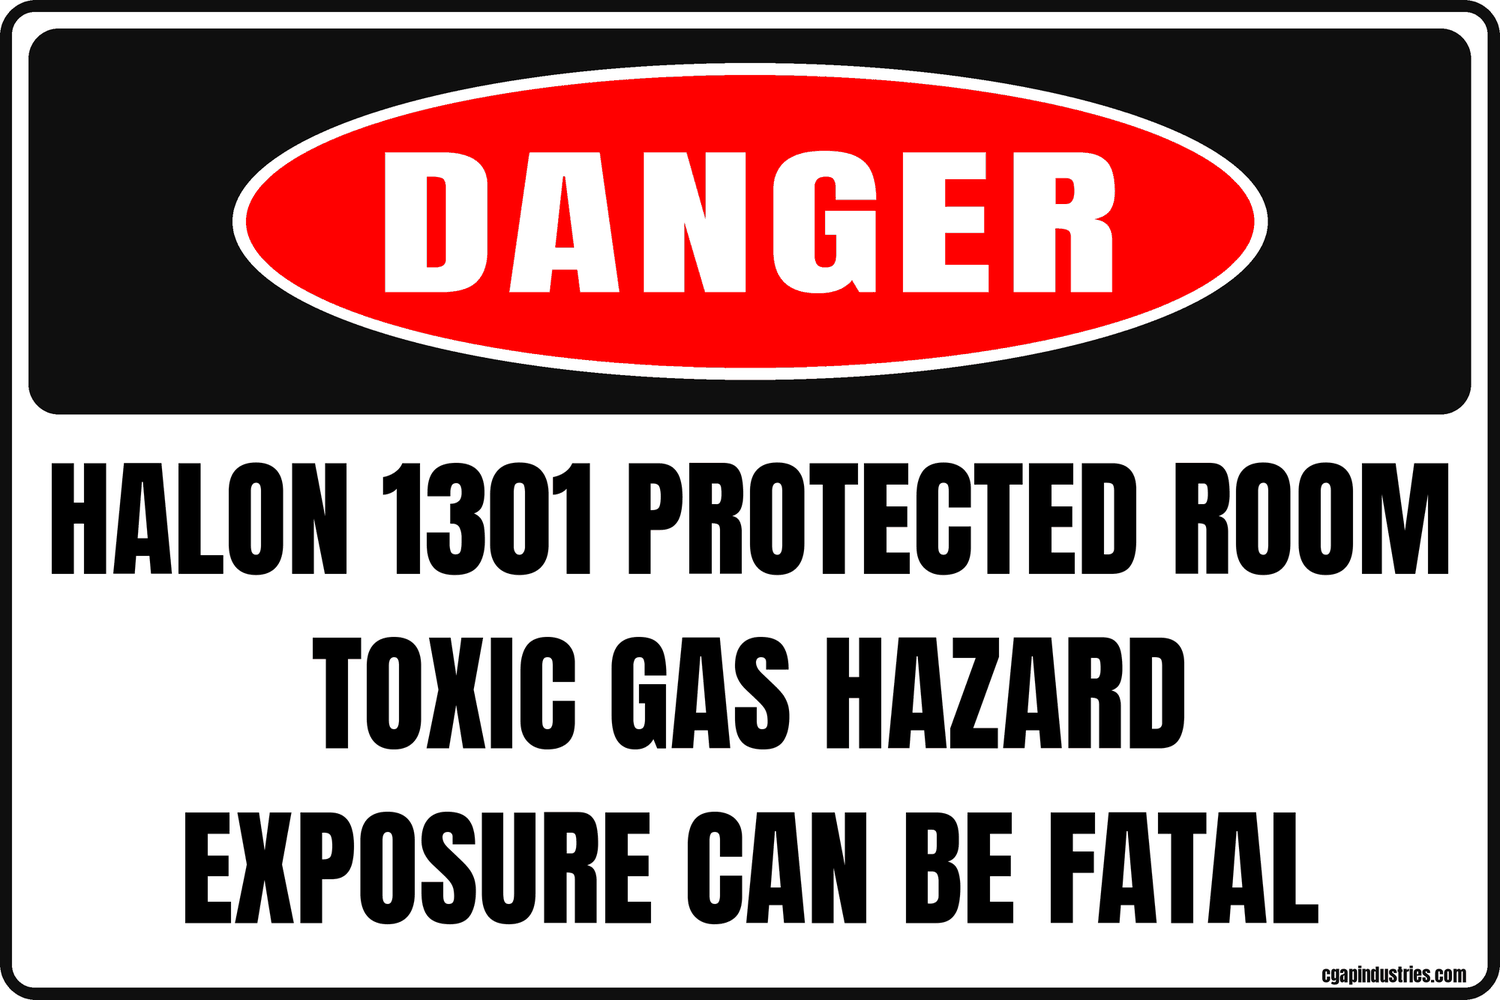 DANGER
HALON 1301 PROTECTED ROOM
TOXIC GAS HAZARD
EXPOSURE CAN BE FATAL
cgapindustries.com